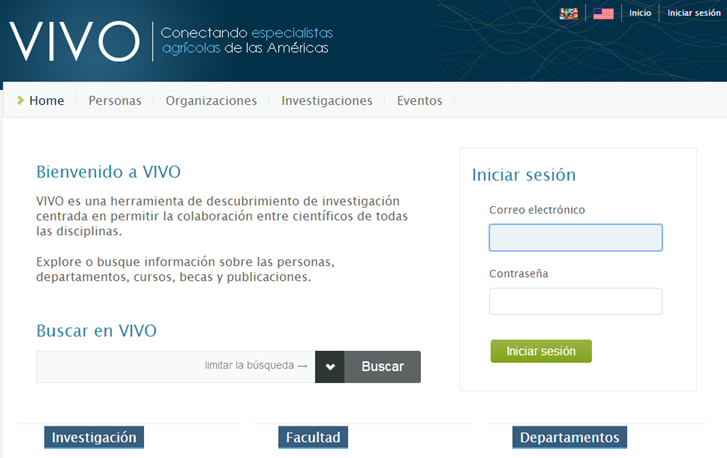 VIVO
Conectando especialistas
agrícolas de las Américas
Inicio
Iniciar sesión
Home
Personas
Organizaciones
Investigaciones
Eventos
Bienvenido a VIVO
VIVO es una herramienta de descubrimiento de investigación
centrada en permitir la colaboración entre científicos de todas
las disciplinas.
Explore o busque información sobre las personas,
departamentos, cursos, becas y publicaciones.
Buscar en VIVO
limitar la búsqueda →
Buscar
Iniciar sesión
Correo electrónico
Contraseña
Iniciar sesión
Investigación
Facultad
Departamentos